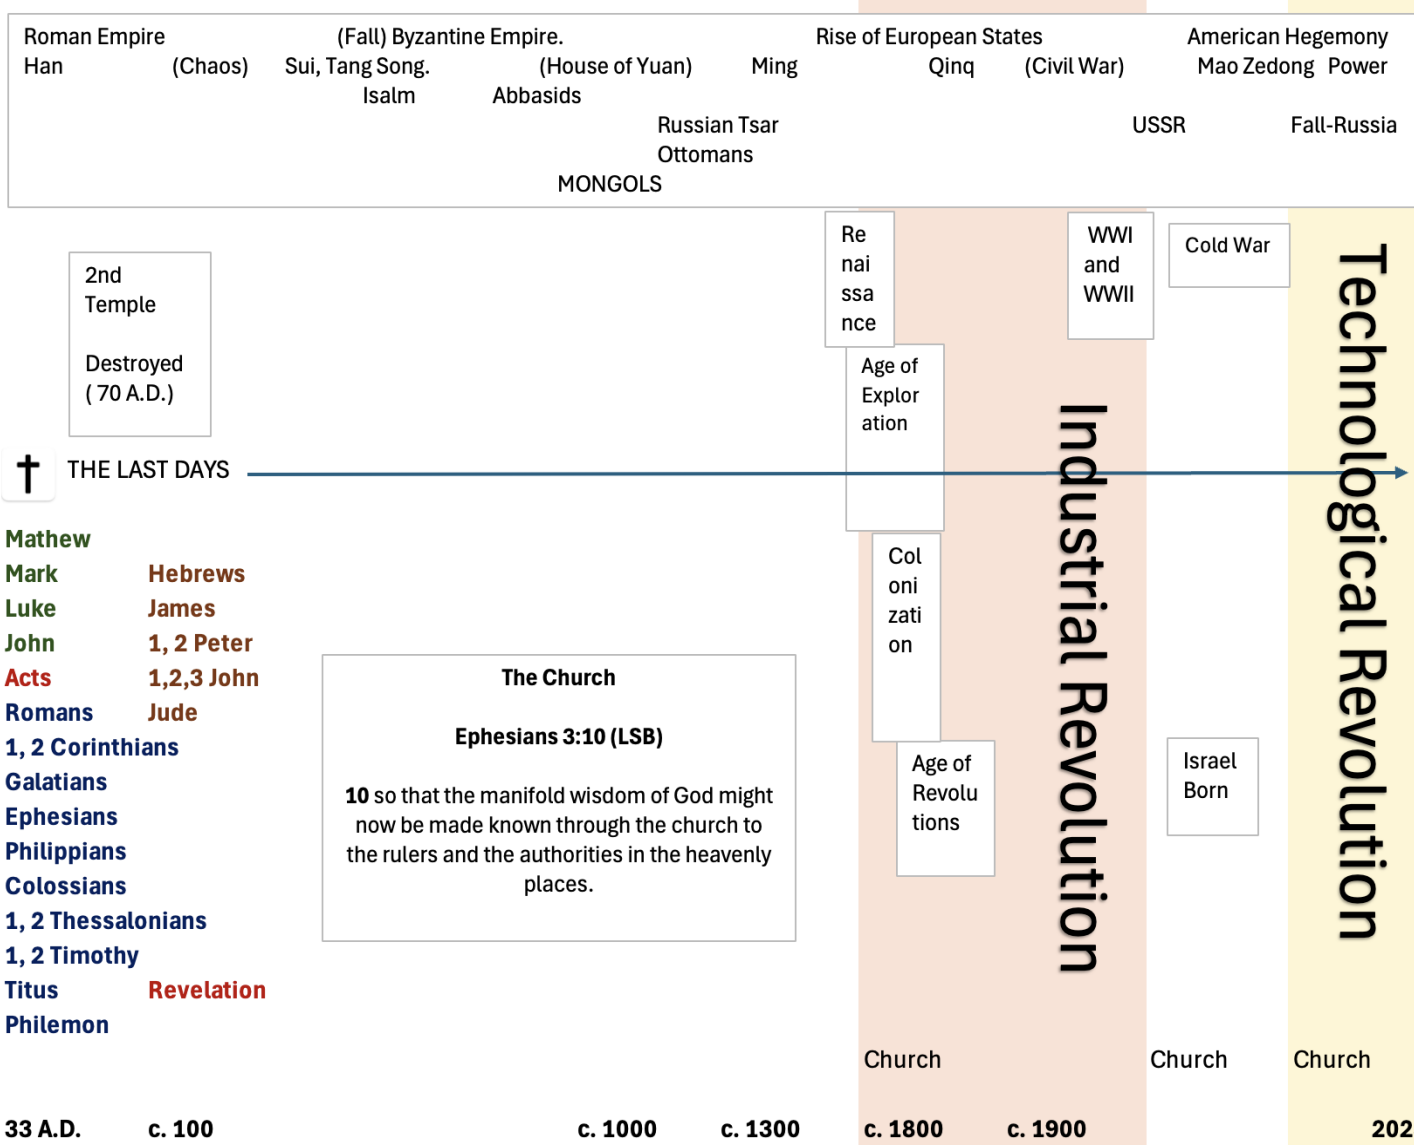 Roman Empire (Fall) Byzantine Empire. Rise of European States American Hegemony
Han (Chaos) Sui, Tang Song. (House of Yuan) Ming Qinq (Civil War) Mao Zedong Power
Isalm Abbasids
Russian Tsar USSR Fall-Russia
Ottomans
MONGOLS
2nd
Temple
Destroyed
( 70 A.D.)
Re
nai
ssa
nce
WWI
and
WWII
Cold War
Age of
Explor
ation
Technological Revolution
Industrial Revolution
THE LAST DAYS
Mathew
Mark Hebrews
Luke James
John 1, 2 Peter
Acts 1,2,3 John
Romans Jude
1, 2 Corinthians
Galatians
Ephesians
Philippians
Colossians
1, 2 Thessalonians
1, 2 Timothy
Titus Revelation
Philemon
The Church
Ephesians 3:10 (LSB)
10 so that the manifold wisdom of God might
now be made known through the church to
the rulers and the authorities in the heavenly
places.
Col
oni
zati
on
Age of
Revolu
tions
Israel
Born
Church Church Church
33 A.D. c. 100 c. 1000 c. 1300 c. 1800 c. 1900 202